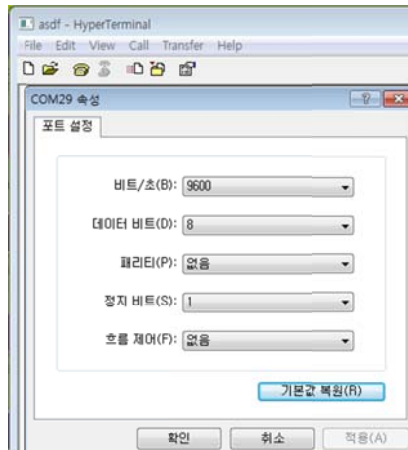 asdf - HyperTerminal
File Edit View Call Transfer Help
COM29 속성
포트 설정
비트/초(B): 9600
데이터 비트(D): 8
패리티(P): 없음
정지 비트(S): 1
흐름 제어(F): 없음
기본값 복원(R)
확인 취소 적용(A)